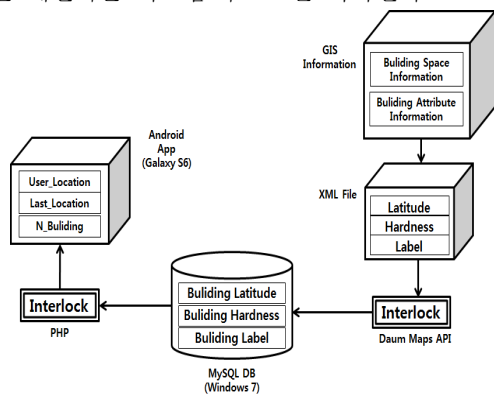 GIS
Information
Buliding Space
Information
Buliding Attribute
Information
XML File
Latitude
Hardness
Label
Interlock
Daum Maps API
Buliding Latitude
Buliding Hardness
Buliding Label
MySQL DB
(Windows 7)
Interlock
PHP
Android
App
(Galaxy S6)
User_Location
Last_Location
N_Buliding